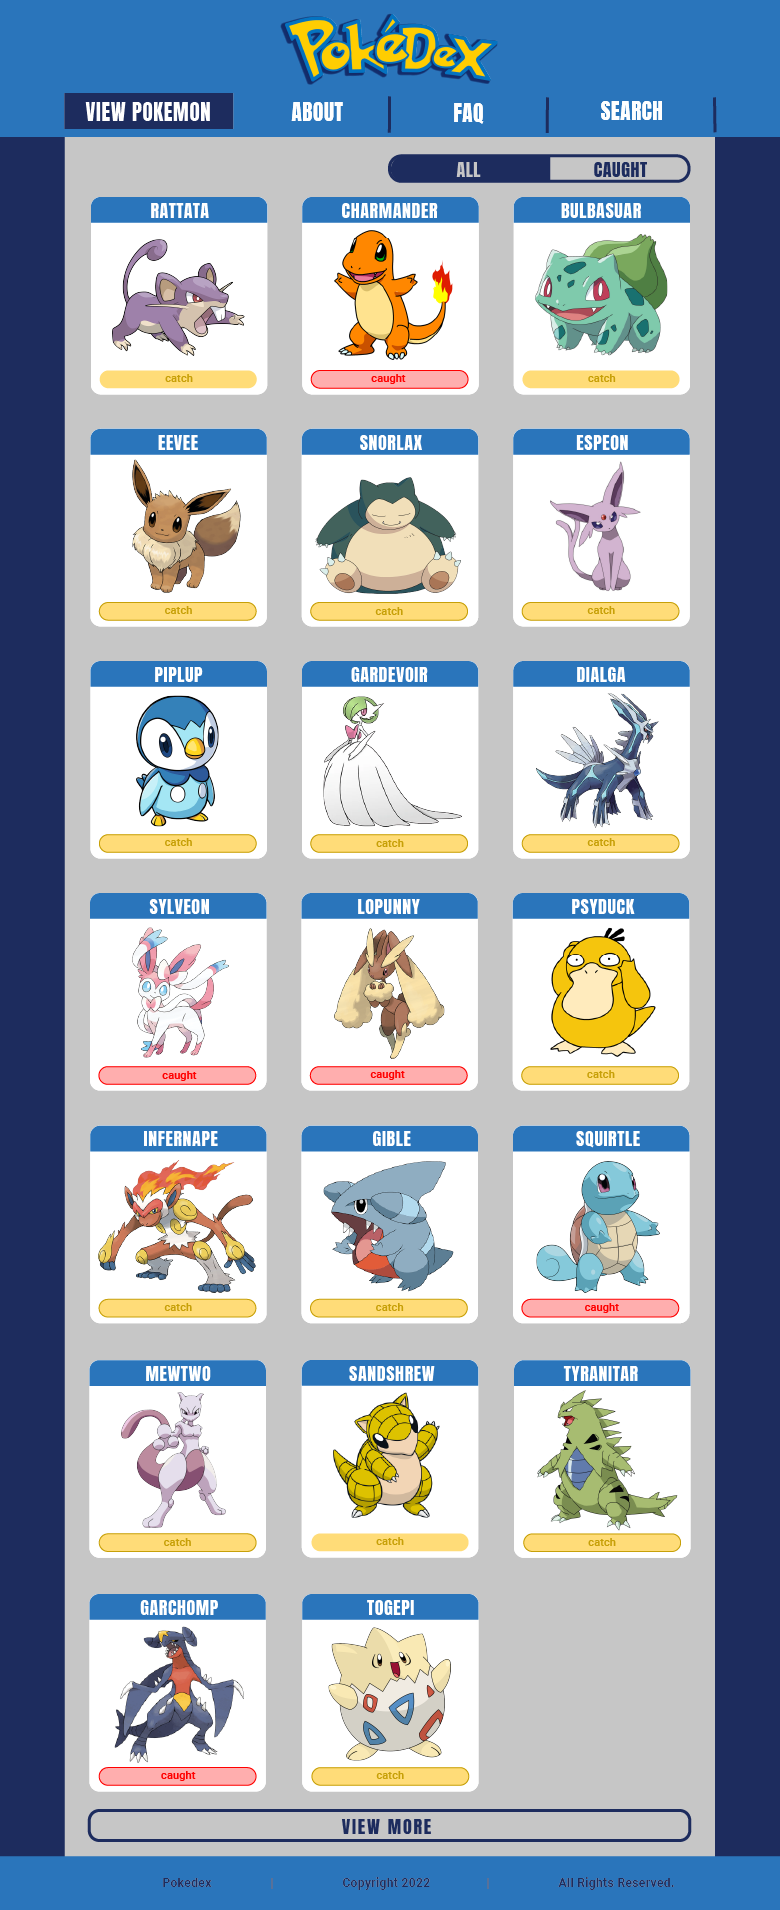 PokéDex
VIEW POKEMON ABOUT FAQ SEARCH
ALL CAUGHT
RATTATA CHARMANDER BULBASUAR
catch caught catch
EEVEE SNORLAX ESPEON
catch catch catch
PIPLUP GARDEVOIR DIALGA
catch catch catch
SYLVEON LOPUNNY PSYDUCK
caught caught catch
INFERNAPE GIBLE SQUIRTLE
catch catch caught
MEWTWO SANDSHREW TYRANITAR
catch catch catch
GARCHOMP TOGEPI
caught catch
VIEW MORE
Pokedex | Copyright 2022 | All Rights Reserved.